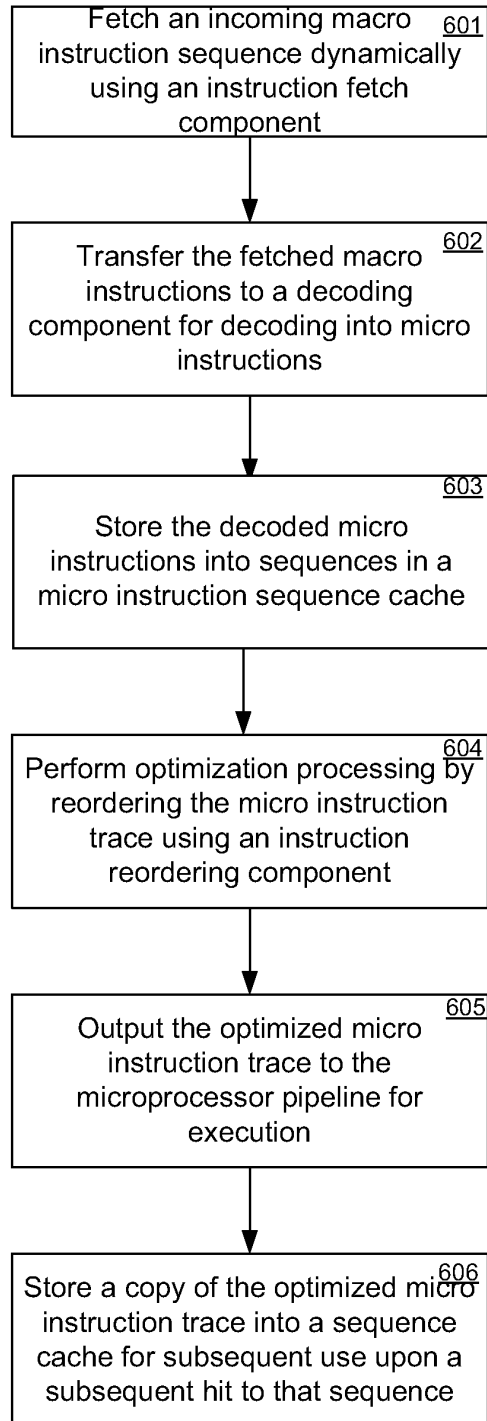 601
Fetch an incoming macro
instruction sequence dynamically
using an instruction fetch
component
602
Transfer the fetched macro
instructions to a decoding
component for decoding into micro
instructions
603
Store the decoded micro
instructions into sequences in a
micro instruction sequence cache
604
Perform optimization processing by
reordering the micro instruction
trace using an instruction
reordering component
605
Output the optimized micro
instruction trace to the
microprocessor pipeline for
execution
606
Store a copy of the optimized micro
instruction trace into a sequence
cache for subsequent use upon a
subsequent hit to that sequence